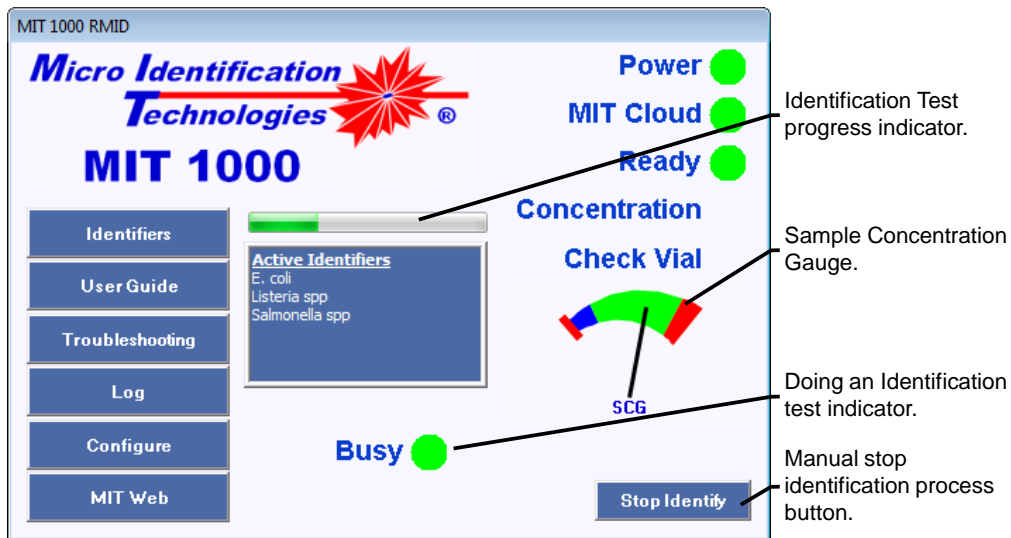 MIT 1000 RMID
Micro Identification
Technologies ®
MIT 1000
Power
MIT Cloud
Ready
Concentration
Check Vial
SCG
Identifiers
User Guide
Troubleshooting
Log
Configure
MIT Web
Active Identifiers
E. coli
Listeria spp
Salmonella spp
Busy
Stop Identify
Identification Test
progress indicator.
Sample Concentration
Gauge.
Doing an Identification
test indicator.
Manual stop
identification process
button.